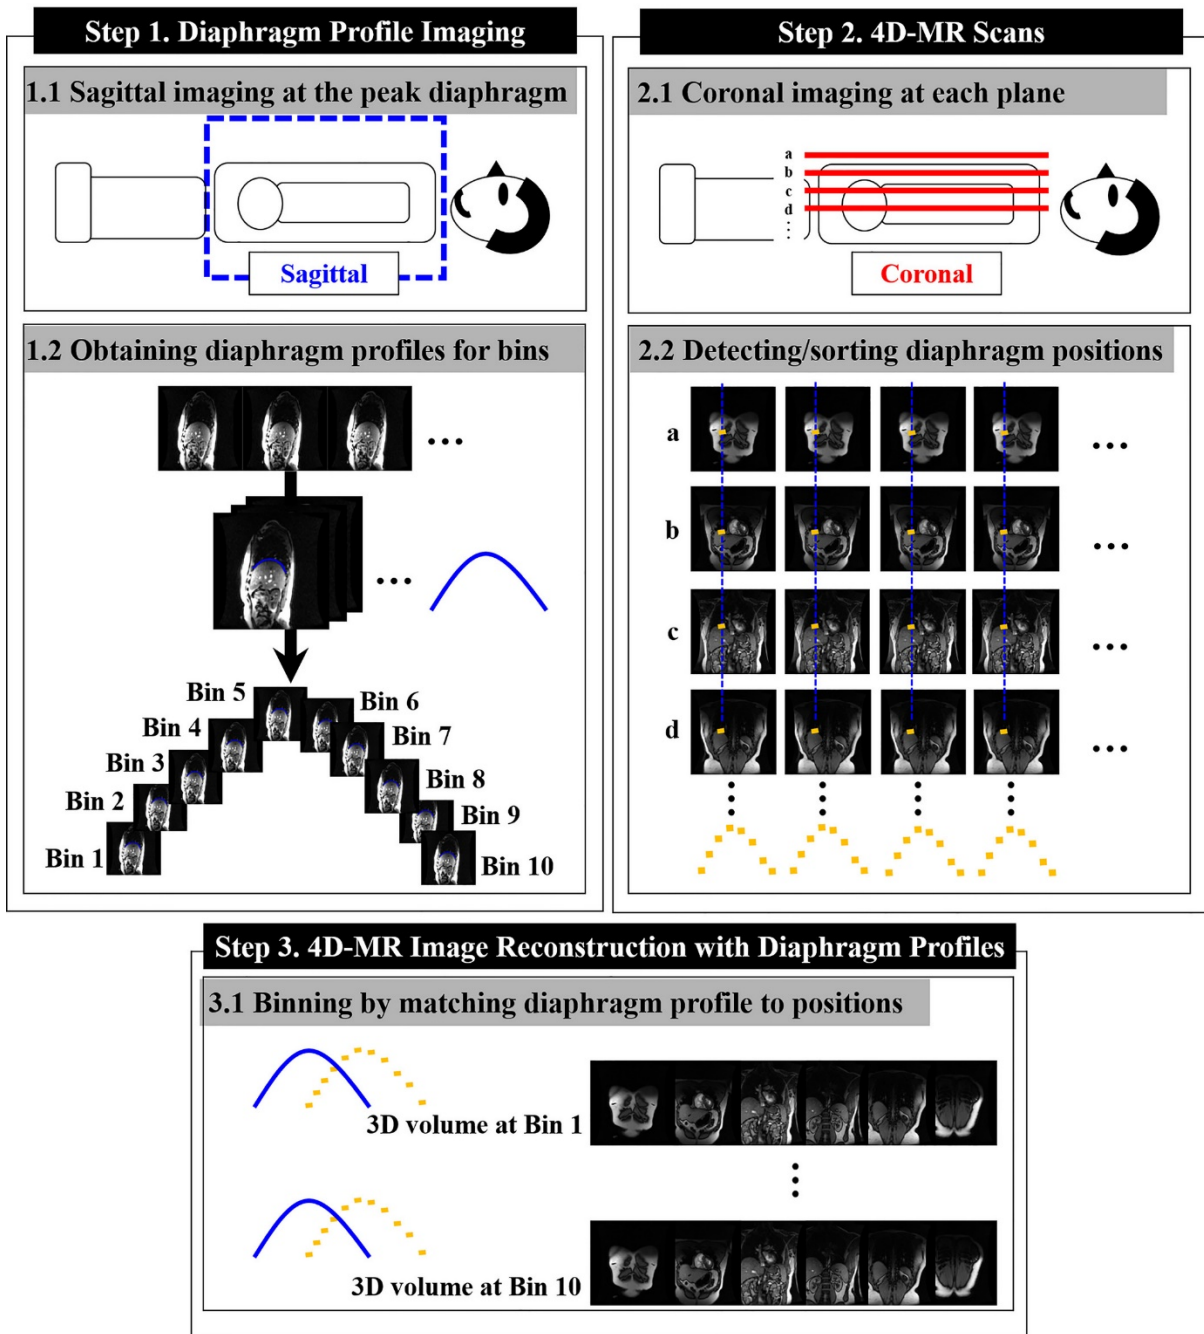 Step 1. Diaphragm Profile Imaging
1.1 Sagittal imaging at the peak diaphragm
Sagittal
1.2 Obtaining diaphragm profiles for bins
...
...
Bin 5
Bin 6
Bin 4
Bin 7
Bin 3
Bin 8
Bin 2
Bin 9
Bin 1
Bin 10
Step 2. 4D-MR Scans
2.1 Coronal imaging at each plane
a
b
c
d
Coronal
2.2 Detecting/sorting diaphragm positions
a ...
b ...
c ...
d ...
Step 3. 4D-MR Image Reconstruction with Diaphragm Profiles
3.1 Binning by matching diaphragm profile to positions
3D volume at Bin 1
3D volume at Bin 10